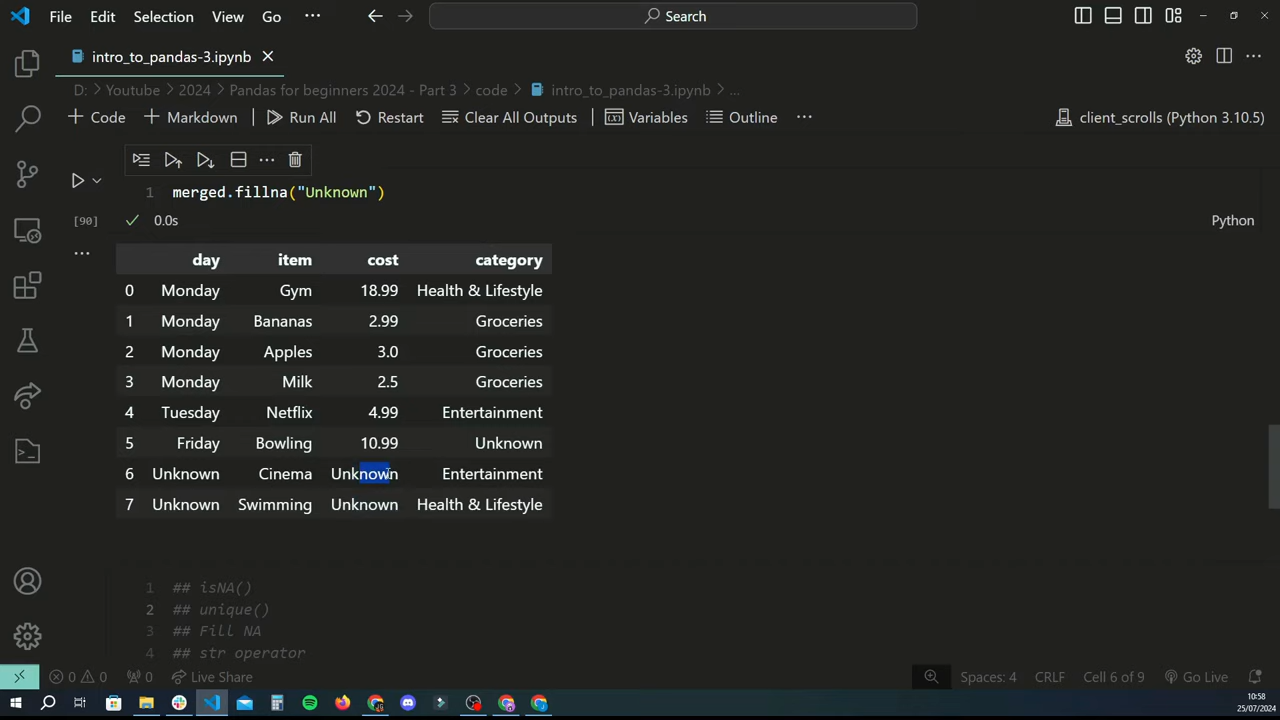 File Edit Selection View Go ··· Search
intro_to_pandas-3.ipynb
D: > Youtube > 2024 > Pandas for beginners 2024 - Part 3 > code > intro_to_pandas-3.ipynb > ...
+ Code + Markdown Run All Restart Clear All Outputs Variables Outline ··· client_scrolls (Python 3.10.5)
1 merged.fillna("Unknown")
[90] 0.0s Python
day item cost category
0 Monday Gym 18.99 Health & Lifestyle
1 Monday Bananas 2.99 Groceries
2 Monday Apples 3.0 Groceries
3 Monday Milk 2.5 Groceries
4 Tuesday Netflix 4.99 Entertainment
5 Friday Bowling 10.99 Unknown
6 Unknown Cinema Unknown Entertainment
7 Unknown Swimming Unknown Health & Lifestyle
1 ## isNA()
2 ## unique()
3 ## Fill NA
4 ## str operator
0 0 0 Live Share Spaces: 4 CRLF Cell 6 of 9 Go Live
10:58
25/07/2024